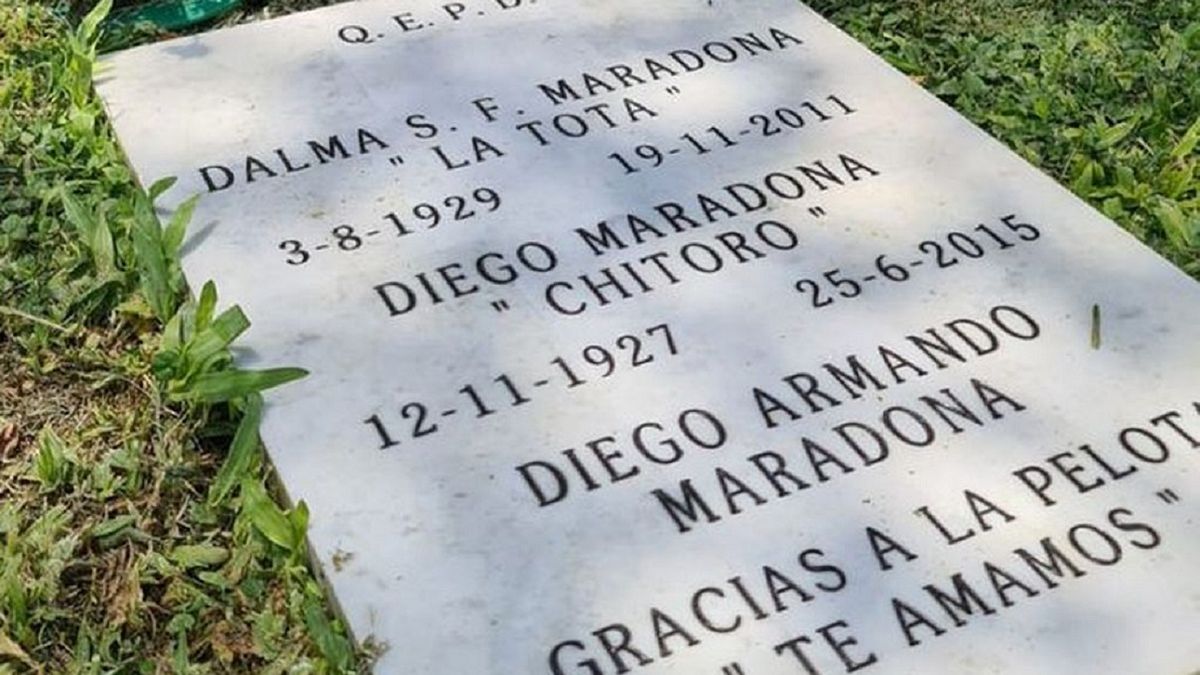 Q. E. P. D.
DALMA S. F. MARADONA
" LA TOTA "
3-8-1929 19-11-2011
DIEGO MARADONA
" CHITORO "
12-11-1927 25-6-2015
DIEGO ARMANDO
MARADONA
GRACIAS A LA PELOTA
" TE AMAMOS "